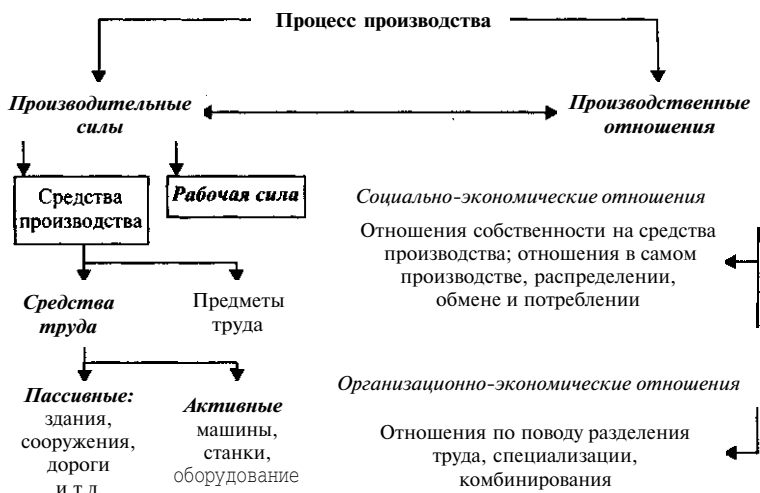 Процесс производства
Производительные
силы
Производственные
отношения
Средства
производства
Рабочая сила
Социально-экономические отношения
Отношения собственности на средства
производства; отношения в самом
производстве, распределении,
обмене и потреблении
Средства
труда
Предметы
труда
Пассивные:
здания,
сооружения,
дороги
и т.д
Активные
машины,
станки,
оборудование
Организационно-экономические отношения
Отношения по поводу разделения
труда, специализации,
комбинирования